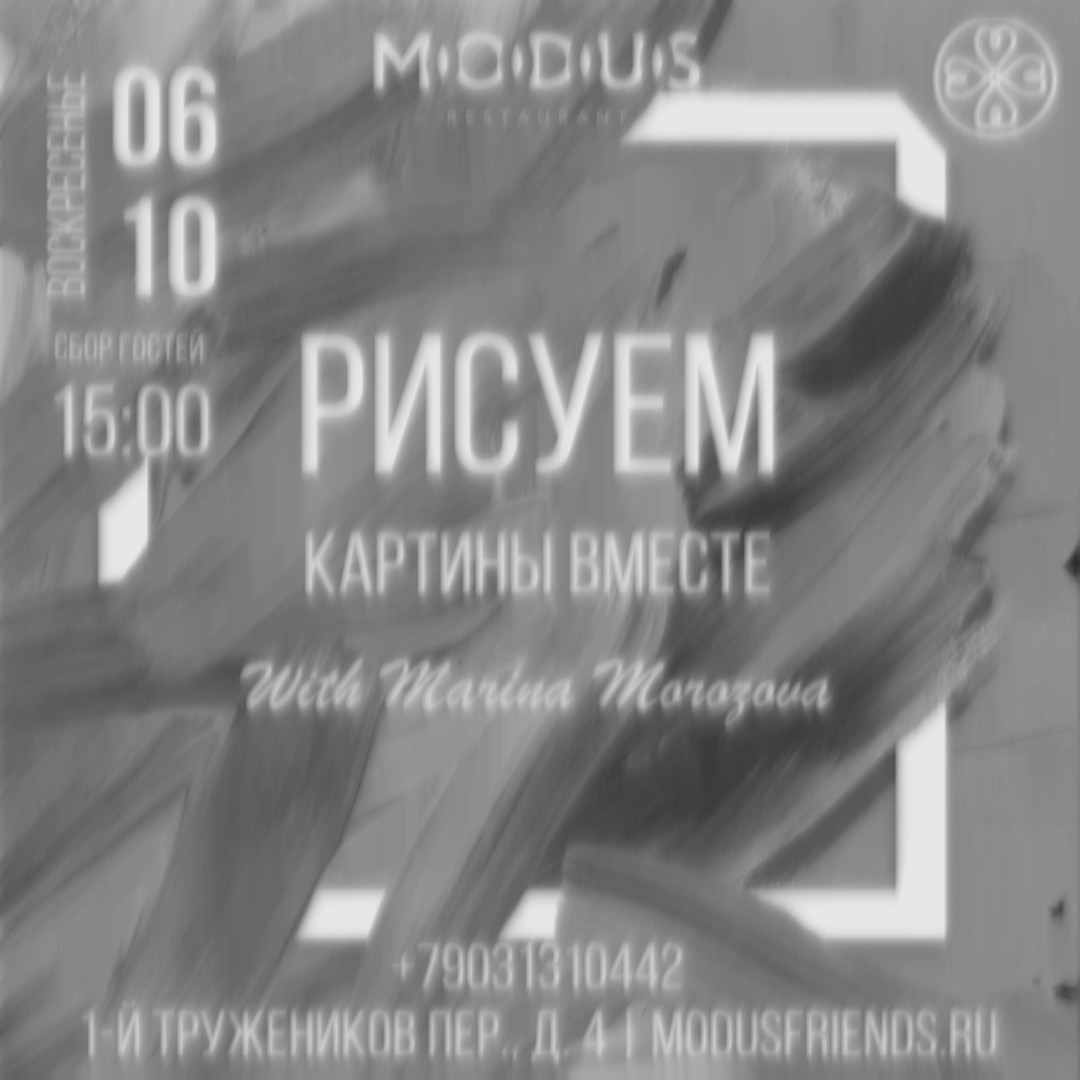 MODUS
RESTAURANT
ВОСКРЕСЕНЬЕ
06
10
СБОР ГОСТЕЙ
15:00
РИСУЕМ
КАРТИНЫ ВМЕСТЕ
With Marina Morozova
+79031310442
1-Й ТРУЖЕНИКОВ ПЕР., Д. 4 | MODUSFRIENDS.RU